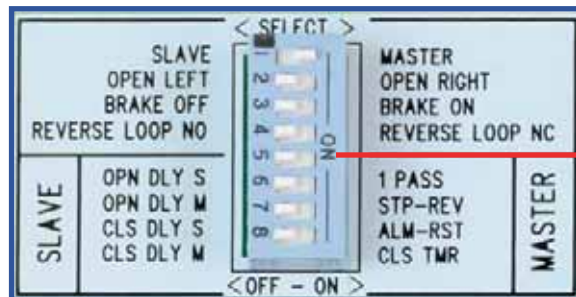 < SELECT >
SLAVE 1 MASTER
OPEN LEFT 2 OPEN RIGHT
BRAKE OFF 3 BRAKE ON
REVERSE LOOP NO 4 ON REVERSE LOOP NC
SLAVE OPN DLY S 5 1 PASS MASTER
OPN DLY M 6 STP-REV
CLS DLY S 7 ALM-RST
CLS DLY M 8 CLS TMR
<OFF - ON >